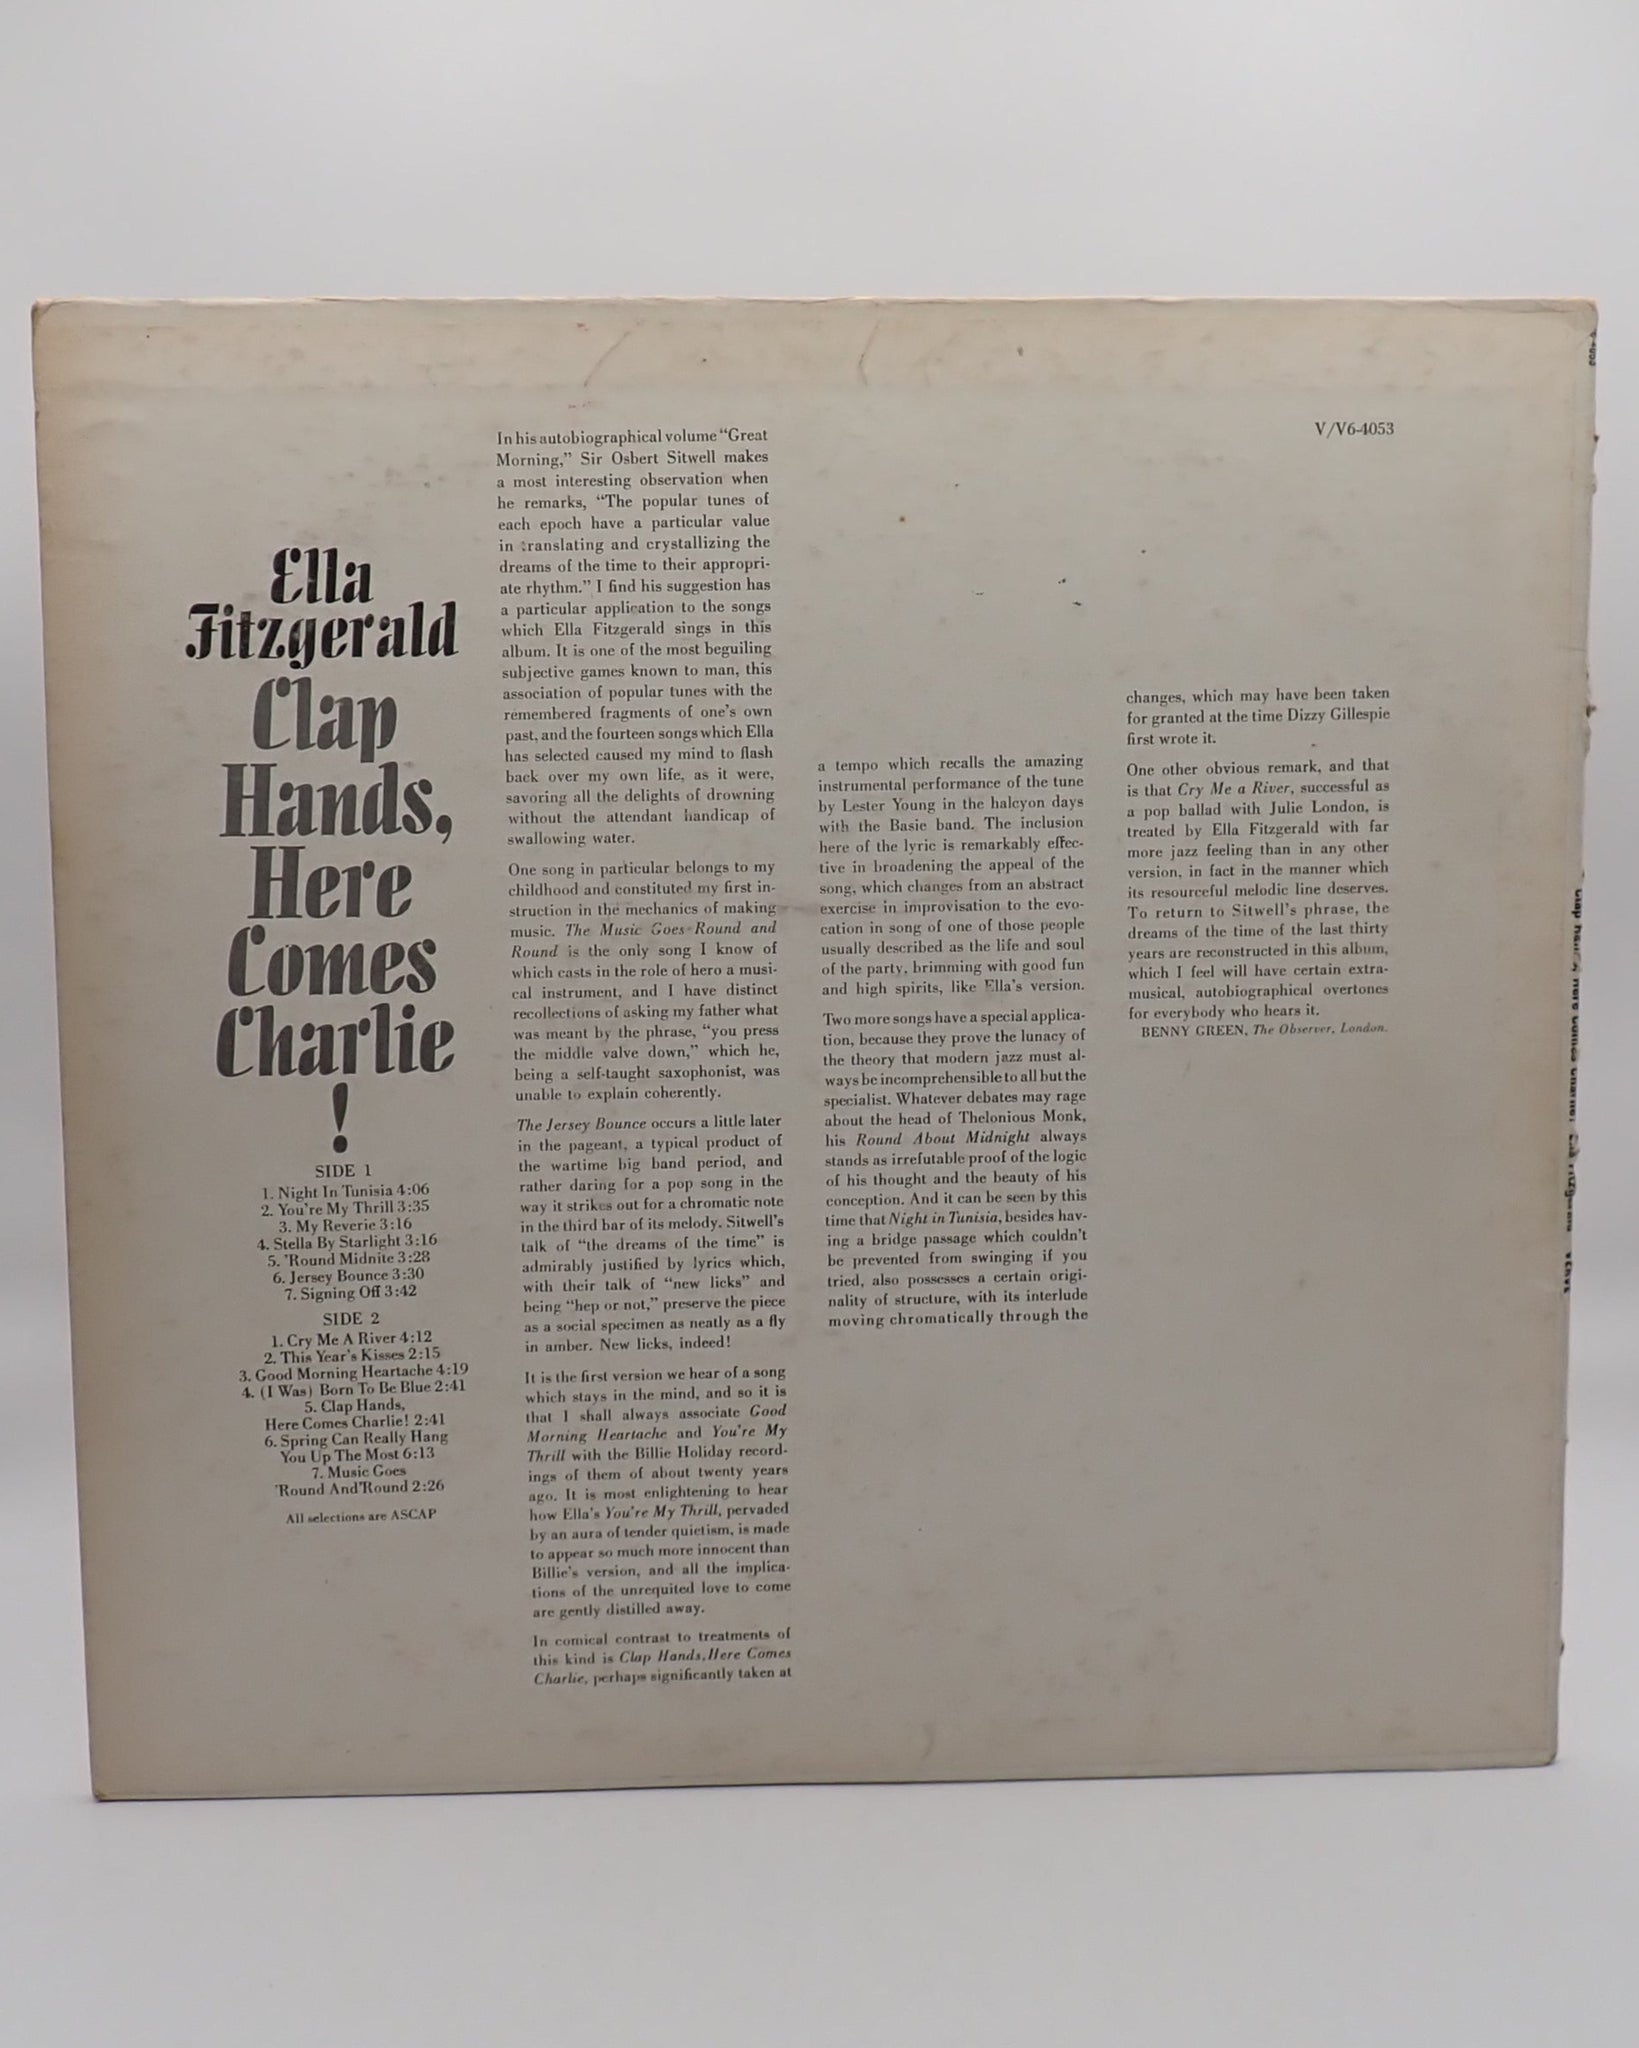 Ella
Fitzgerald
Clap
Hands,
Here
Comes
Charlie
!
SIDE 1
1. Night In Tunisia 4:06
2. You're My Thrill 3:35
3. My Reverie 3:16
4. Stella By Starlight 3:16
5. 'Round Midnite 3:28
6. Jersey Bounce 3:30
7. Signing Off 3:42
SIDE 2
1. Cry Me A River 4:12
2. This Year's Kisses 2:15
3. Good Morning Heartache 4:19
4. (I Was) Born To Be Blue 2:41
5. Clap Hands,
Here Comes Charlie! 2:41
6. Spring Can Really Hang
You Up The Most 6:13
7. Music Goes
'Round And 'Round 2:26
All selections are ASCAP
In his autobiographical volume “Great
Morning,” Sir Osbert Sitwell makes
a most interesting observation when
he remarks, “The popular tunes of
each epoch have a particular value
in translating and crystallizing the
dreams of the time to their appropri-
ate rhythm.” I find his suggestion has
a particular application to the songs
which Ella Fitzgerald sings in this
album. It is one of the most beguiling
subjective games known to man, this
association of popular tunes with the
remembered fragments of one's own
past, and the fourteen songs which Ella
has selected caused my mind to flash
back over my own life, as it were,
savoring all the delights of drowning
without the attendant handicap of
swallowing water.
One song in particular belongs to my
childhood and constituted my first in-
struction in the mechanics of making
music. The Music Goes Round and
Round is the only song I know of
which casts in the role of hero a musi-
cal instrument, and I have distinct
recollections of asking my father what
was meant by the phrase, “you press
the middle valve down,” which he,
being a self-taught saxophonist, was
unable to explain coherently.
The Jersey Bounce occurs a little later
in the pageant, a typical product of
the wartime big band period, and
rather daring for a pop song in the
way it strikes out for a chromatic note
in the third bar of its melody. Sitwell's
talk of “the dreams of the time” is
admirably justified by lyrics which,
with their talk of “new licks” and
being “hep or not,” preserve the piece
as a social specimen as neatly as a fly
in amber. New licks, indeed!
It is the first version we hear of a song
which stays in the mind, and so it is
that I shall always associate Good
Morning Heartache and You're My
Thrill with the Billie Holiday record-
ings of them of about twenty years
ago. It is most enlightening to hear
how Ella's You're My Thrill, pervaded
by an aura of tender quietism, is made
to appear so much more innocent than
Billie's version, and all the implica-
tions of the unrequited love to come
are gently distilled away.
In comical contrast to treatments of
this kind is Clap Hands, Here Comes
Charlie, perhaps significantly taken at
a tempo which recalls the amazing
instrumental performance of the tune
by Lester Young in the halcyon days
with the Basie band. The inclusion
here of the lyric is remarkably effec-
tive in broadening the appeal of the
song, which changes from an abstract
exercise in improvisation to the evo-
cation in song of one of those people
usually described as the life and soul
of the party, brimming with good fun
and high spirits, like Ella's version.
Two more songs have a special applica-
tion, because they prove the lunacy of
the theory that modern jazz must al-
ways be incomprehensible to all but the
specialist. Whatever debates may rage
about the head of Thelonious Monk,
his Round About Midnight always
stands as irrefutable proof of the logic
of his thought and the beauty of his
conception. And it can be seen by this
time that Night in Tunisia, besides hav-
ing a bridge passage which couldn't
be prevented from swinging if you
tried, also possesses a certain origi-
nality of structure, with its interlude
moving chromatically through the
V/V6-4053
changes, which may have been taken
for granted at the time Dizzy Gillespie
first wrote it.
One other obvious remark, and that
is that Cry Me a River, successful as
a pop ballad with Julie London, is
treated by Ella Fitzgerald with far
more jazz feeling than in any other
version, in fact in the manner which
its resourceful melodic line deserves.
To return to Sitwell's phrase, the
dreams of the time of the last thirty
years are reconstructed in this album,
which I feel will have certain extra-
musical, autobiographical overtones
for everybody who hears it.
BENNY GREEN, The Observer, London.